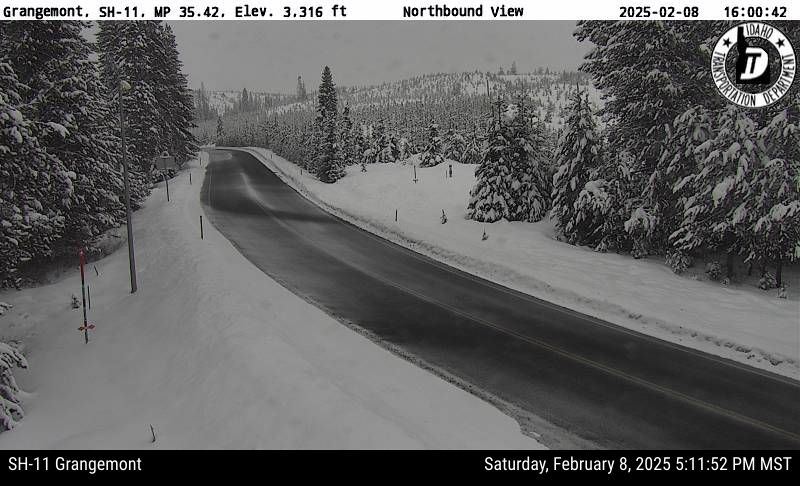 Grangemont, SH-11, MP 35.42, Elev. 3,316 ft Northbound View 2025-02-08 16:00:42
IDAHO
TRANSPORTATION DEPARTMENT
SH-11 Grangemont Saturday, February 8, 2025 5:11:52 PM MST